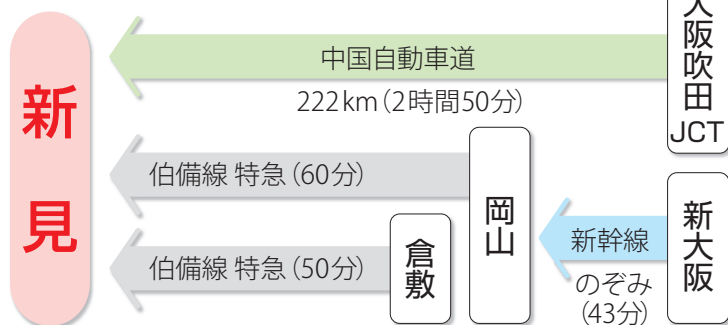 新見
中国自動車道
222km（2時間50分）
大阪吹田JCT
伯備線 特急（60分）
岡山
新幹線
のぞみ
（43分）
新大阪
伯備線 特急（50分）
倉敷